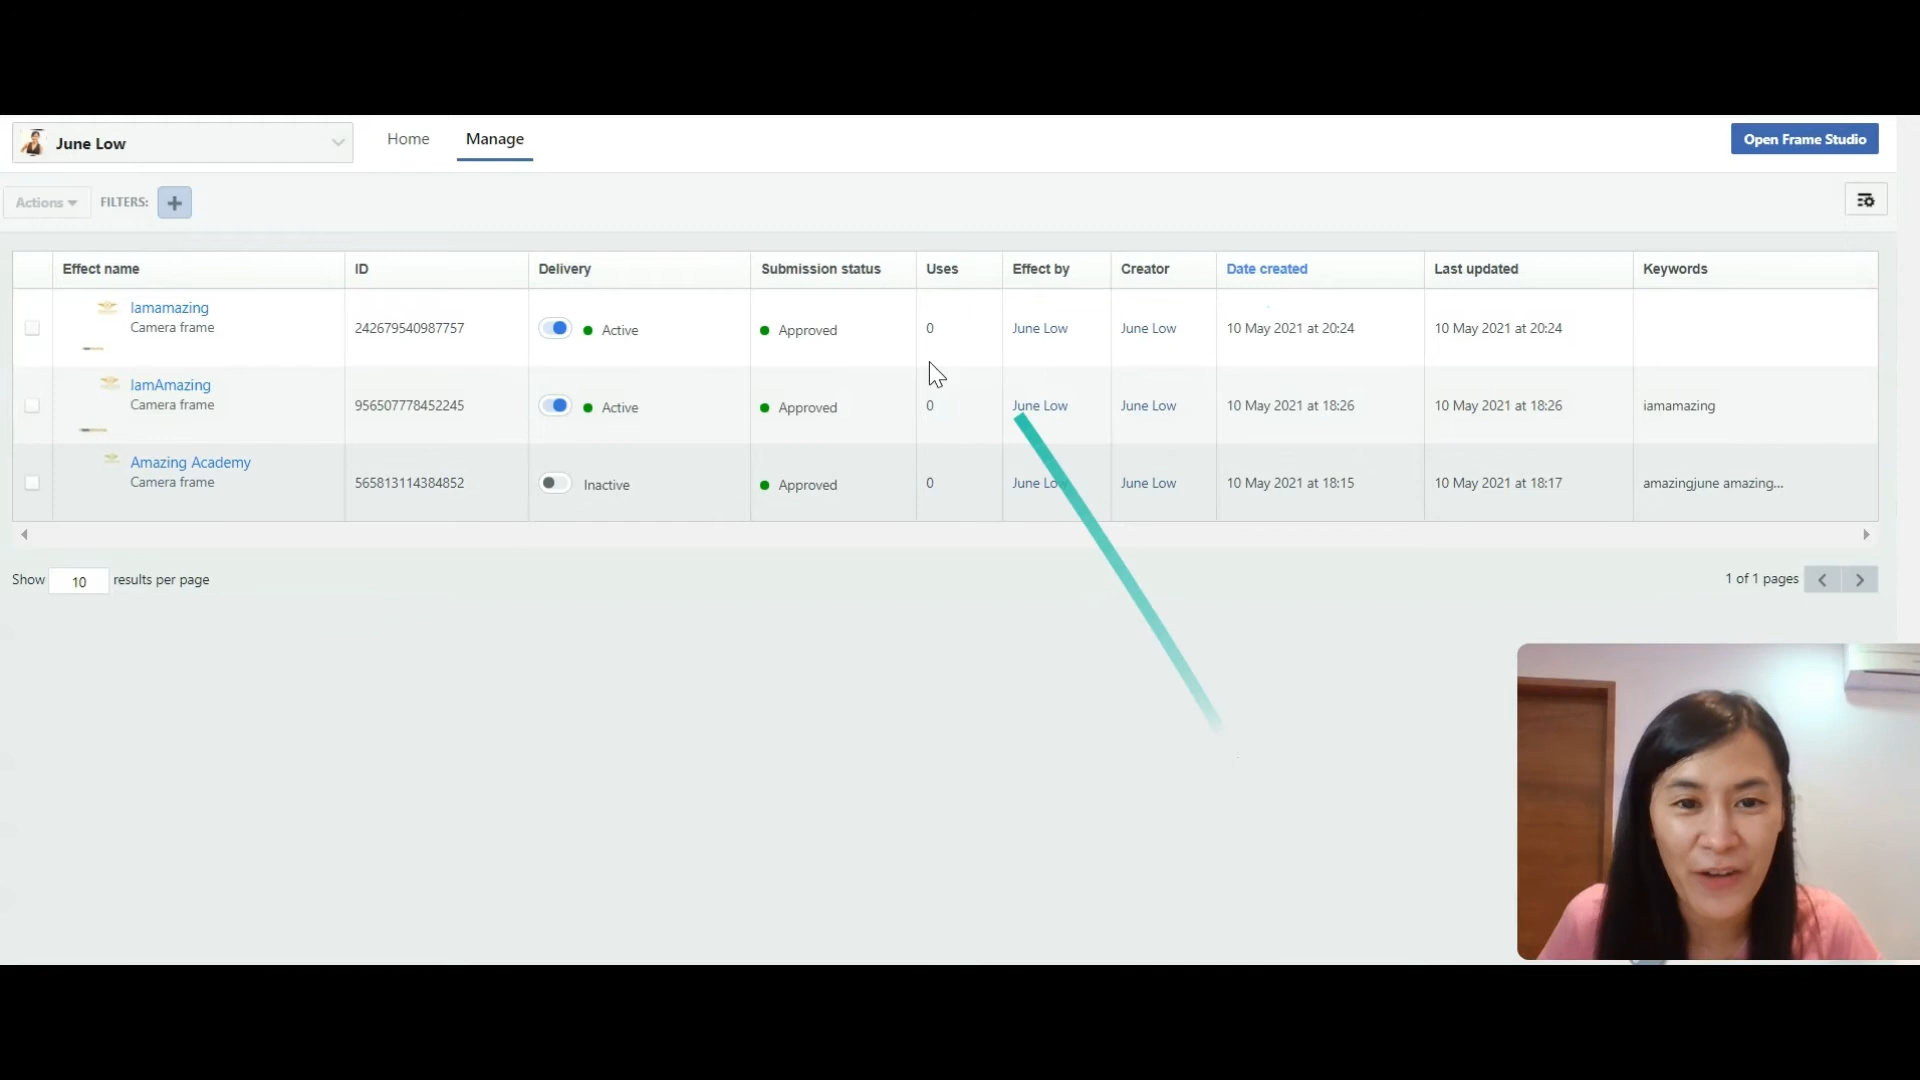 June Low
Home
Manage
Open Frame Studio
Actions
FILTERS:
Effect name ID Delivery Submission status Uses Effect by Creator Date created Last updated Keywords
Iamamazing
Camera frame
242679540987757 Active Approved 0 June Low June Low 10 May 2021 at 20:24 10 May 2021 at 20:24
IamAmazing
Camera frame
956507778452245 Active Approved 0 June Low June Low 10 May 2021 at 18:26 10 May 2021 at 18:26 iamamazing
Amazing Academy
Camera frame
565813114384852 Inactive Approved 0 June Low June Low 10 May 2021 at 18:15 10 May 2021 at 18:17 amazingjune amazing...
Show 10 results per page
1 of 1 pages